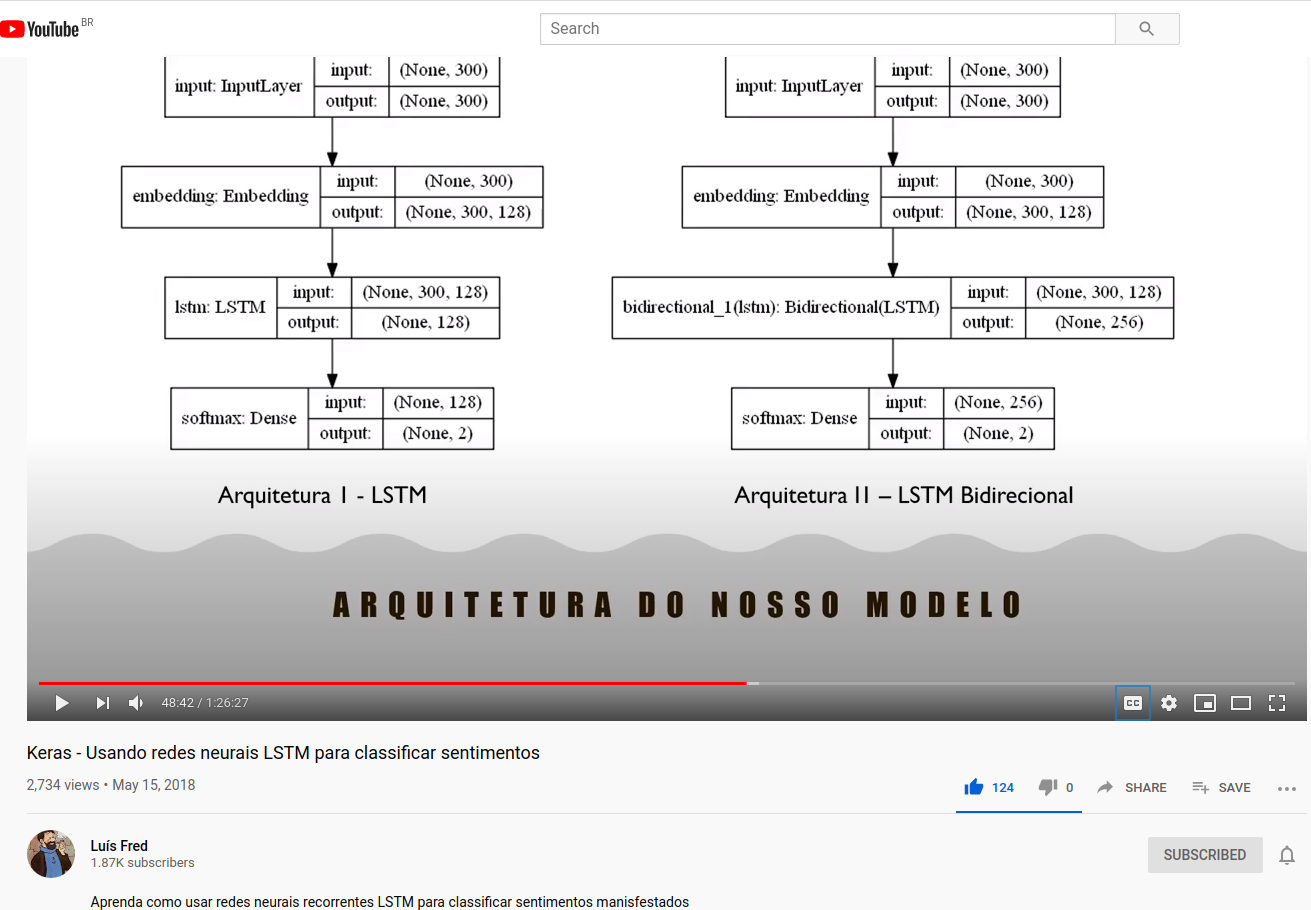 YouTube BR
Search
input: InputLayer input: (None, 300) output: (None, 300)
input: InputLayer input: (None, 300) output: (None, 300)
embedding: Embedding input: (None, 300) output: (None, 300, 128)
embedding: Embedding input: (None, 300) output: (None, 300, 128)
lstm: LSTM input: (None, 300, 128) output: (None, 128)
bidirectional_1(lstm): Bidirectional(LSTM) input: (None, 300, 128) output: (None, 256)
softmax: Dense input: (None, 128) output: (None, 2)
softmax: Dense input: (None, 256) output: (None, 2)
Arquitetura I - LSTM
Arquitetura II – LSTM Bidirecional
ARQUITETURA DO NOSSO MODELO
48:42 / 1:26:27
CC
Keras - Usando redes neurais LSTM para classificar sentimentos
2,734 views • May 15, 2018
124 0 SHARE SAVE
Luís Fred
1.87K subscribers
SUBSCRIBED
Aprenda como usar redes neurais recorrentes LSTM para classificar sentimentos manisfestados